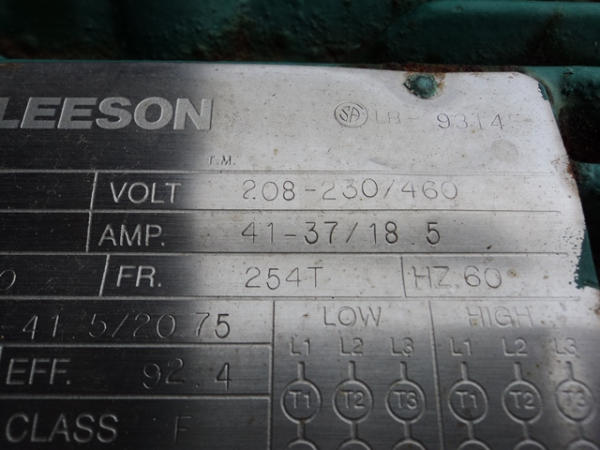 LEESON
SA LR- 9314
T.M.
VOLT 208-230/460
AMP. 41-37/18.5
0 FR. 254T HZ.60
41.5/20.75 LOW HIGH
L1 L2 L3 L1 L2 L3
EFF. 92.4 T1 T2 T3 T1 T2 T3
CLASS F